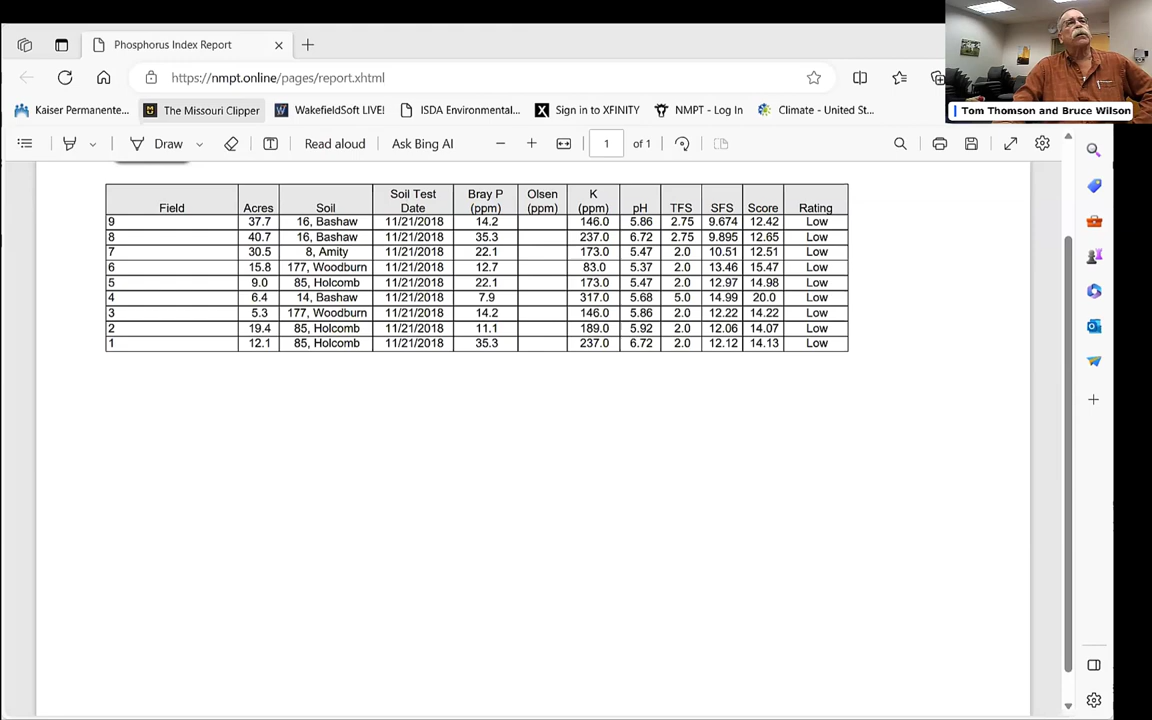 Phosphorus Index Report
https://nmpt.online/pages/report.xhtml
Kaiser Permanente... The Missouri Clipper WakefieldSoft LIVE! ISDA Environmental... Sign in to XFINITY NMPT - Log In Climate - United St...
Tom Thomson and Bruce Wilson
Draw Read aloud Ask Bing AI 1 of 1
Field Acres Soil Soil Test Date Bray P (ppm) Olsen (ppm) K (ppm) pH TFS SFS Score Rating
9 37.7 16, Bashaw 11/21/2018 14.2 146.0 5.86 2.75 9.674 12.42 Low
8 40.7 16, Bashaw 11/21/2018 35.3 237.0 6.72 2.75 9.895 12.65 Low
7 30.5 8, Amity 11/21/2018 22.1 173.0 5.47 2.0 10.51 12.51 Low
6 15.8 177, Woodburn 11/21/2018 12.7 83.0 5.37 2.0 13.46 15.47 Low
5 9.0 85, Holcomb 11/21/2018 22.1 173.0 5.47 2.0 12.97 14.98 Low
4 6.4 14, Bashaw 11/21/2018 7.9 317.0 5.68 5.0 14.99 20.0 Low
3 5.3 177, Woodburn 11/21/2018 14.2 146.0 5.86 2.0 12.22 14.22 Low
2 19.4 85, Holcomb 11/21/2018 11.1 189.0 5.92 2.0 12.06 14.07 Low
1 12.1 85, Holcomb 11/21/2018 35.3 237.0 6.72 2.0 12.12 14.13 Low